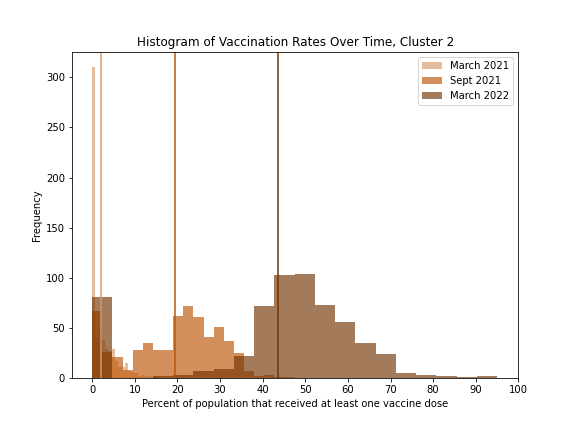 Histogram of Vaccination Rates Over Time, Cluster 2
March 2021
Sept 2021
March 2022
Frequency
300
250
200
150
100
50
0
0 10 20 30 40 50 60 70 80 90 100
Percent of population that received at least one vaccine dose